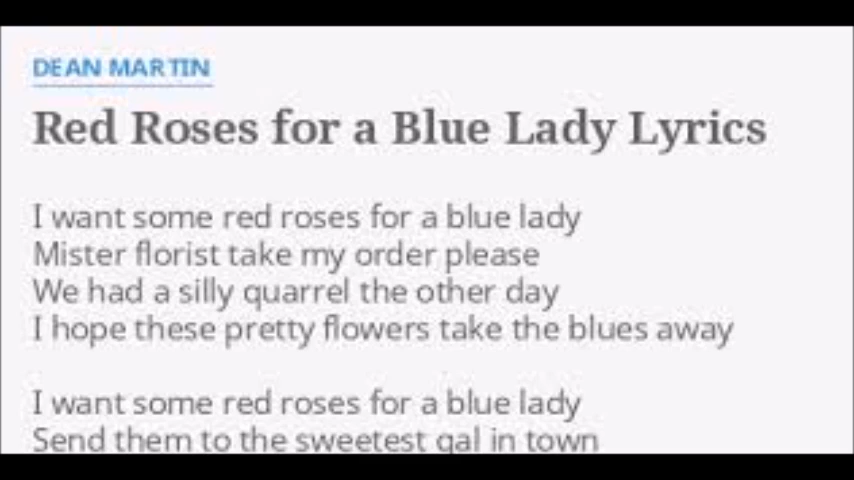 DEAN MARTIN
Red Roses for a Blue Lady Lyrics
I want some red roses for a blue lady
Mister florist take my order please
We had a silly quarrel the other day
I hope these pretty flowers take the blues away
I want some red roses for a blue lady
Send them to the sweetest gal in town